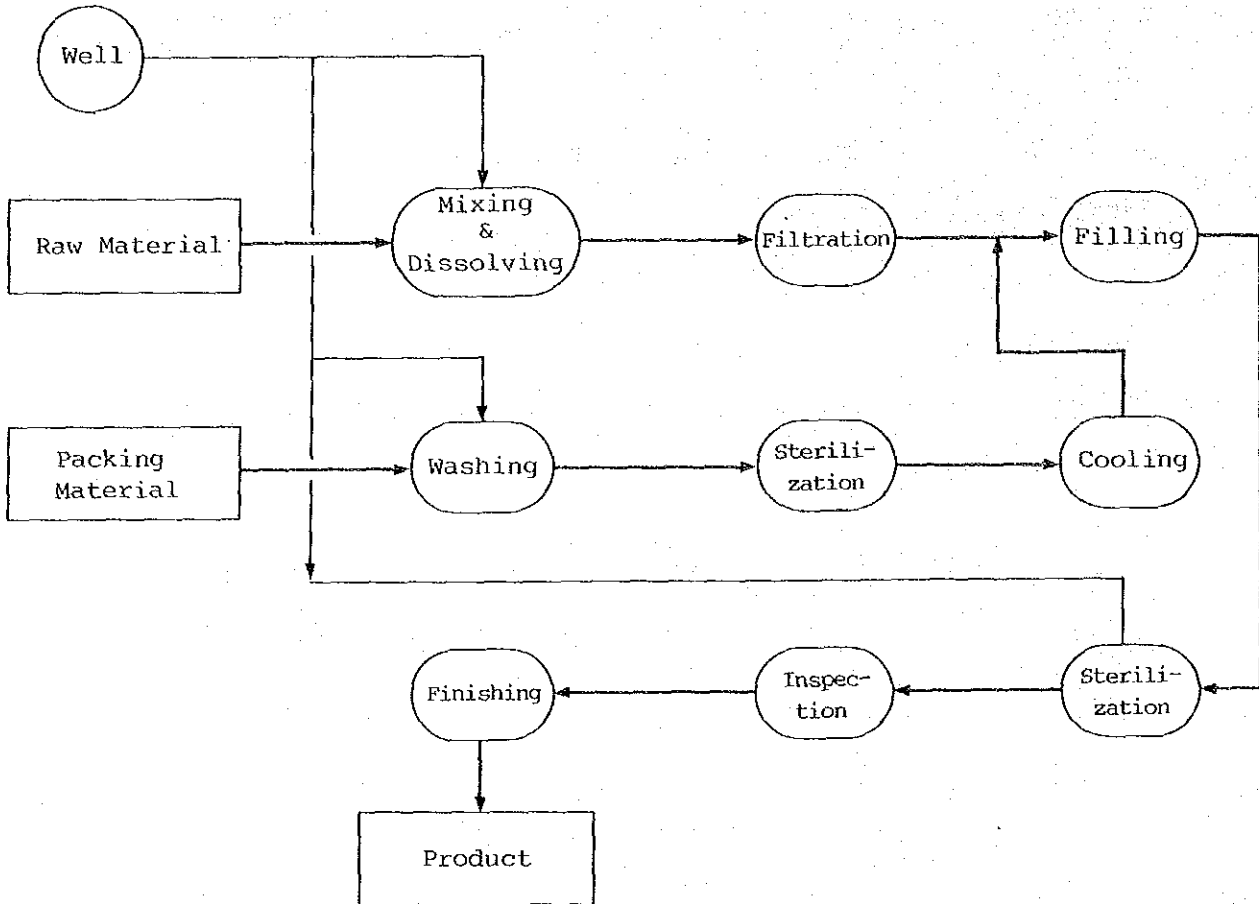 Well
Raw Material
Mixing
&
Dissolving
Filtration
Filling
Packing
Material
Washing
Sterili-
zation
Cooling
Finishing
Inspec-
tion
Sterili-
zation
Product